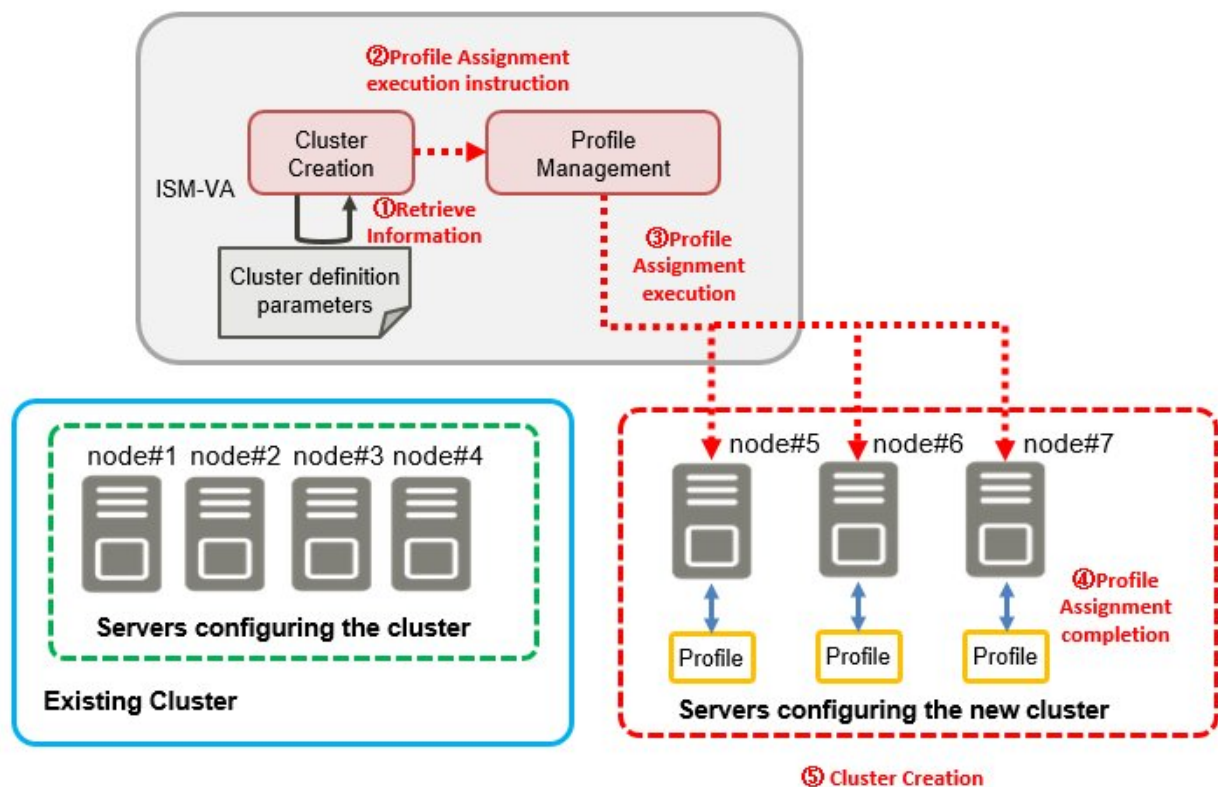 ②Profile Assignment
execution instruction
Cluster
Creation
Profile
Management
ISM-VA
①Retrieve
Information
Cluster definition
parameters
③Profile
Assignment
execution
node#1 node#2 node#3 node#4
Servers configuring the cluster
Existing Cluster
node#5 node#6 node#7
④Profile
Assignment
completion
Profile Profile Profile
Servers configuring the new cluster
⑤ Cluster Creation